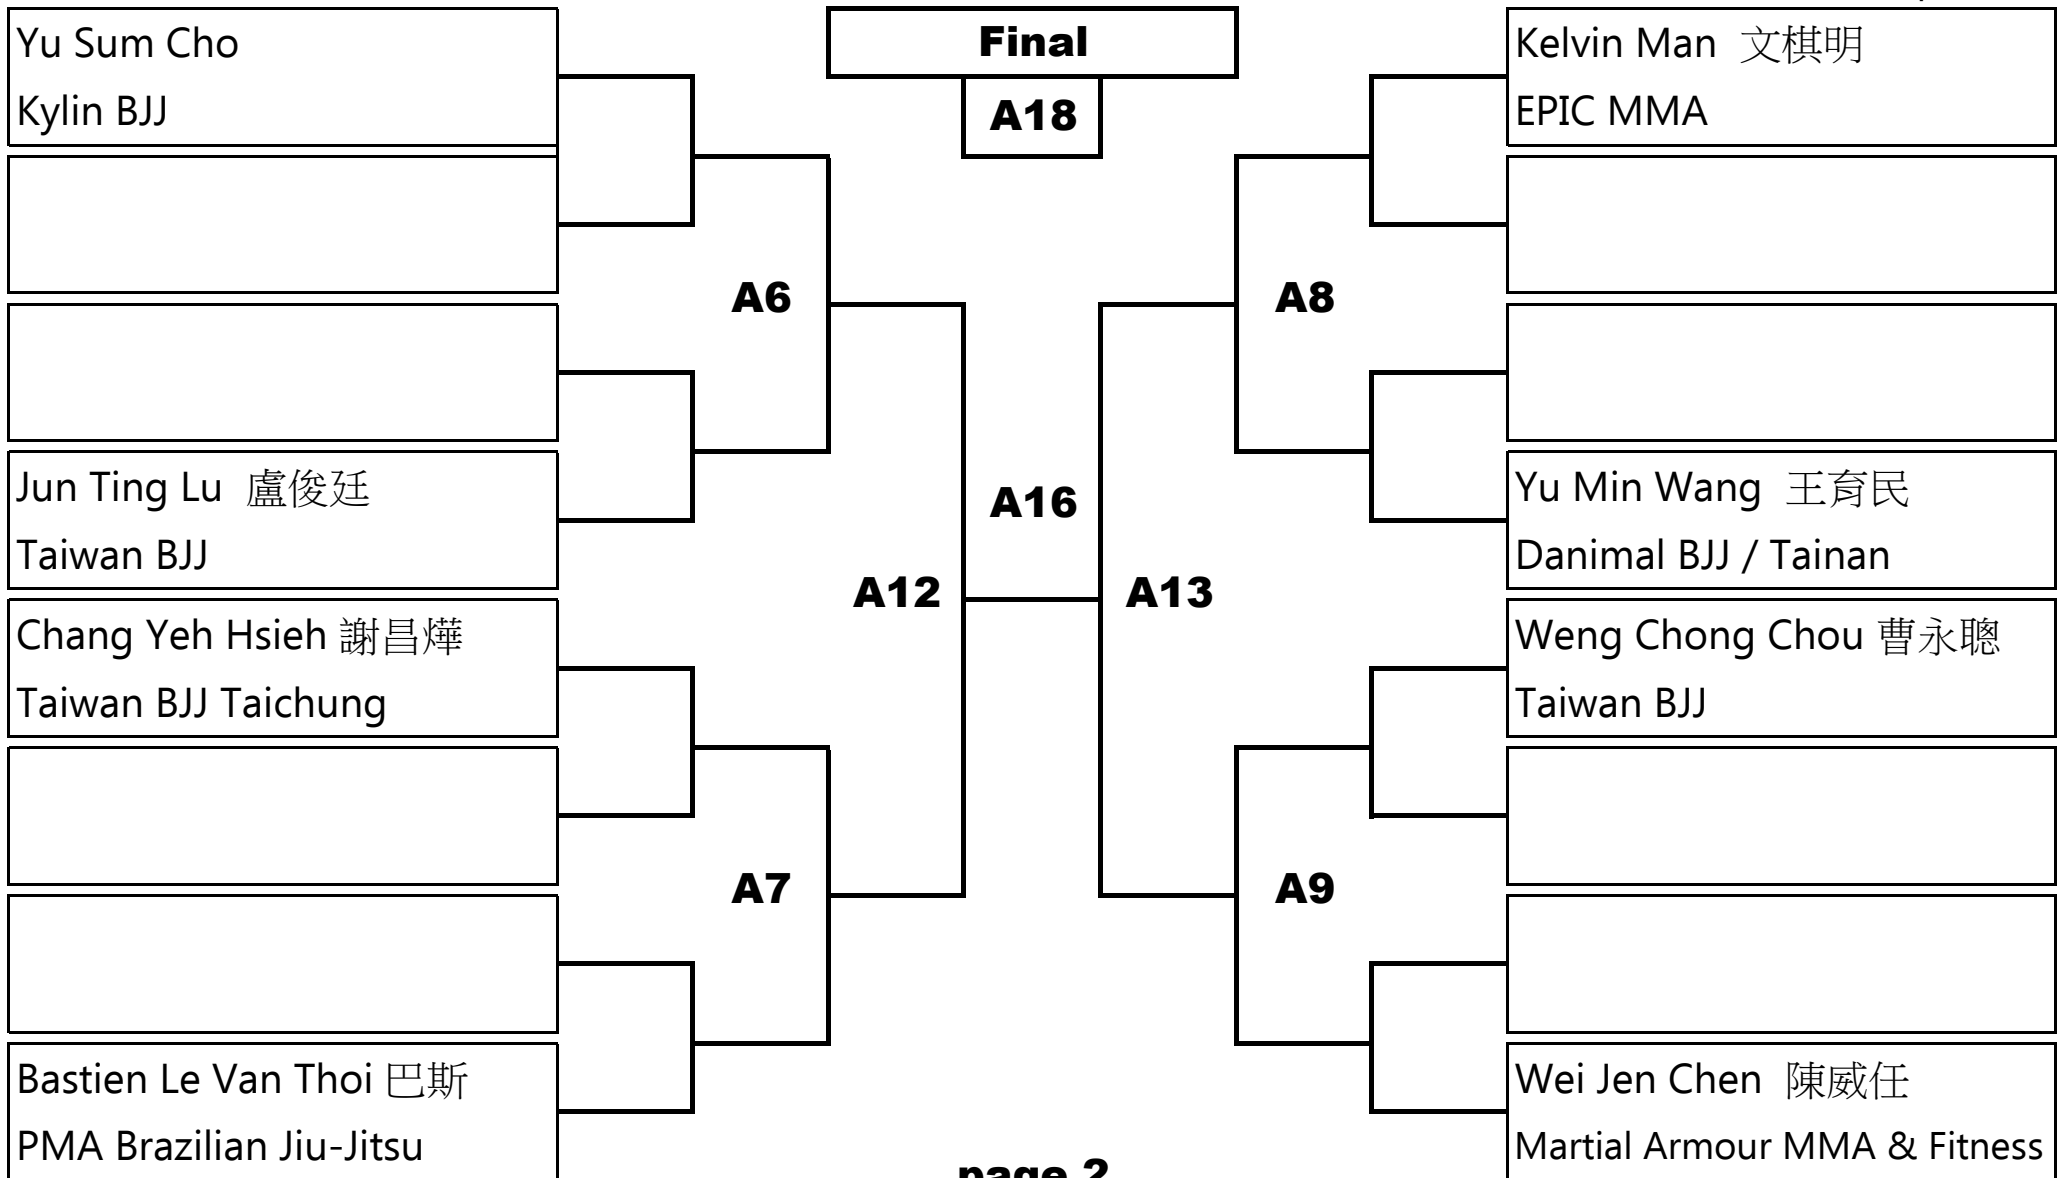 Yu Sum Cho
Kylin BJJ
Final
A18
Kelvin Man 文棋明
EPIC MMA
A6
A8
Jun Ting Lu 盧俊廷
Taiwan BJJ
A16
Yu Min Wang 王育民
Danimal BJJ / Tainan
A12
A13
Chang Yeh Hsieh 謝昌燁
Taiwan BJJ Taichung
Weng Chong Chou 曹永聰
Taiwan BJJ
A7
A9
Bastien Le Van Thoi 巴斯
PMA Brazilian Jiu-Jitsu
Wei Jen Chen 陳威任
Martial Armour MMA & Fitness
page 2